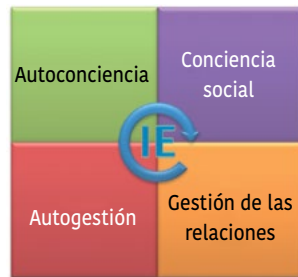 Autoconciencia
Conciencia
social
IE
Autogestión
Gestión de las
relaciones